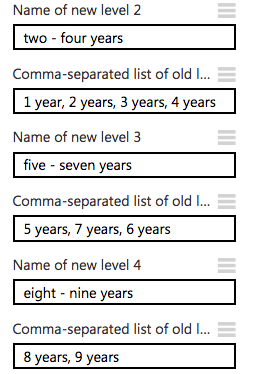 Name of new level 2
two - four years
Comma-separated list of old l...
1 year, 2 years, 3 years, 4 years
Name of new level 3
five - seven years
Comma-separated list of old l...
5 years, 7 years, 6 years
Name of new level 4
eight - nine years
Comma-separated list of old l...
8 years, 9 years